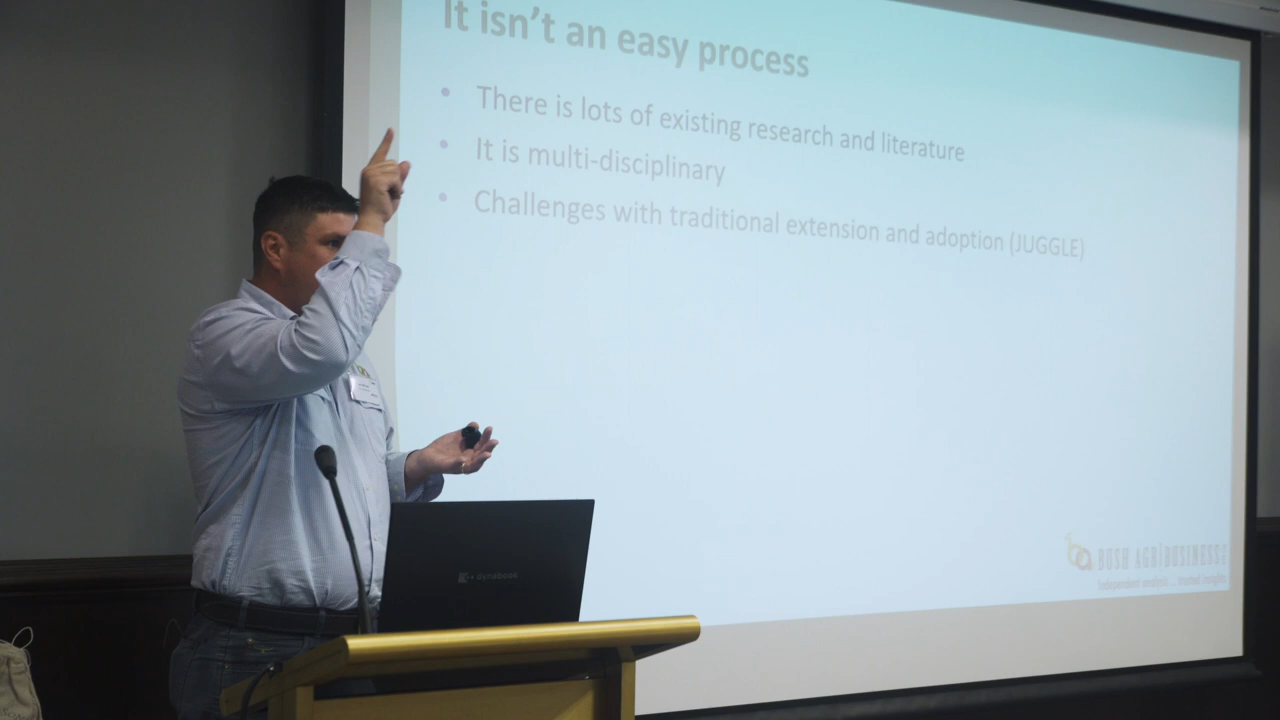 It isn't an easy process
• There is lots of existing research and literature
• It is multi-disciplinary
• Challenges with traditional extension and adoption (JUGGLE)
BUSH AGRIBUSINESS
Independent analysis ... trusted insights
dynabook